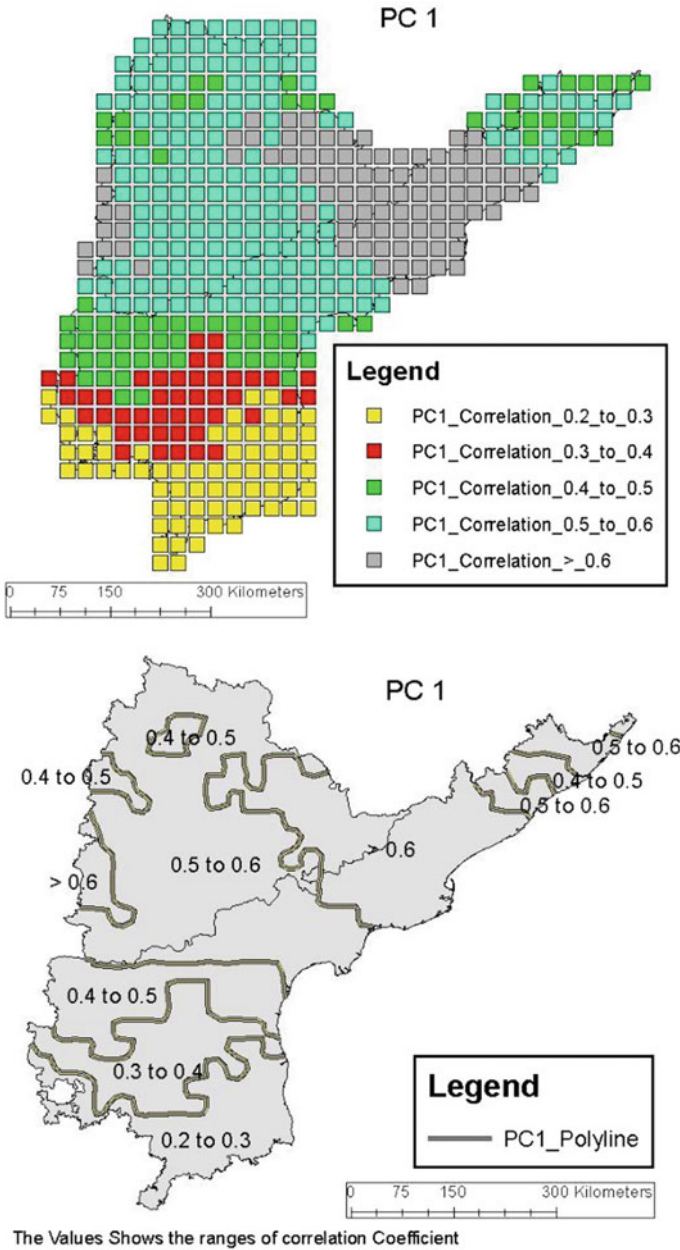 PC 1
Legend
PC1_Correlation_0.2_to_0.3
PC1_Correlation_0.3_to_0.4
PC1_Correlation_0.4_to_0.5
PC1_Correlation_0.5_to_0.6
PC1_Correlation_>_0.6
0 75 150 300 Kilometers
PC 1
0.4 to 0.5
0.5 to 0.6
0.4 to 0.5
0.4 to 0.5
0.5 to 0.6
> 0.6
0.5 to 0.6
> 0.6
0.4 to 0.5
0.3 to 0.4
0.2 to 0.3
Legend
PC1_Polyline
0 75 150 300 Kilometers
The Values Shows the ranges of correlation Coefficient